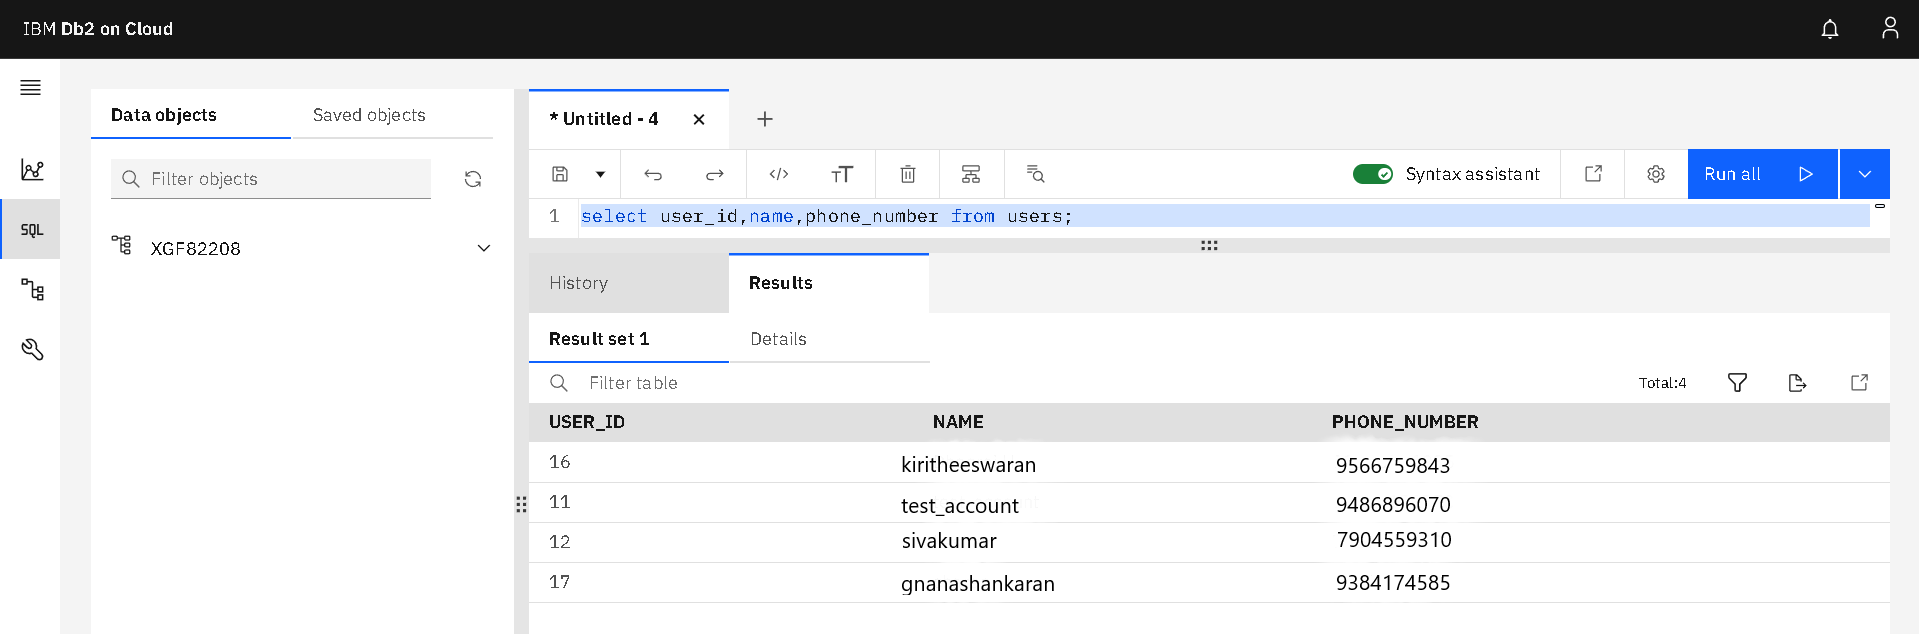 IBM Db2 on Cloud
Data objects
Saved objects
* Untitled - 4
Filter objects
Syntax assistant
Run all
SQL
1 select user_id,name,phone_number from users;
XGF82208
History
Results
Result set 1
Details
Filter table
Total:4
USER_ID NAME PHONE_NUMBER
16 kiritheeswaran 9566759843
11 test_account 9486896070
12 sivakumar 7904559310
17 gnanashankaran 9384174585